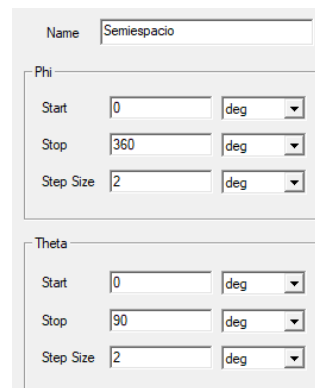 Name Semiespacio
Phi
Start 0 deg
Stop 360 deg
Step Size 2 deg
Theta
Start 0 deg
Stop 90 deg
Step Size 2 deg